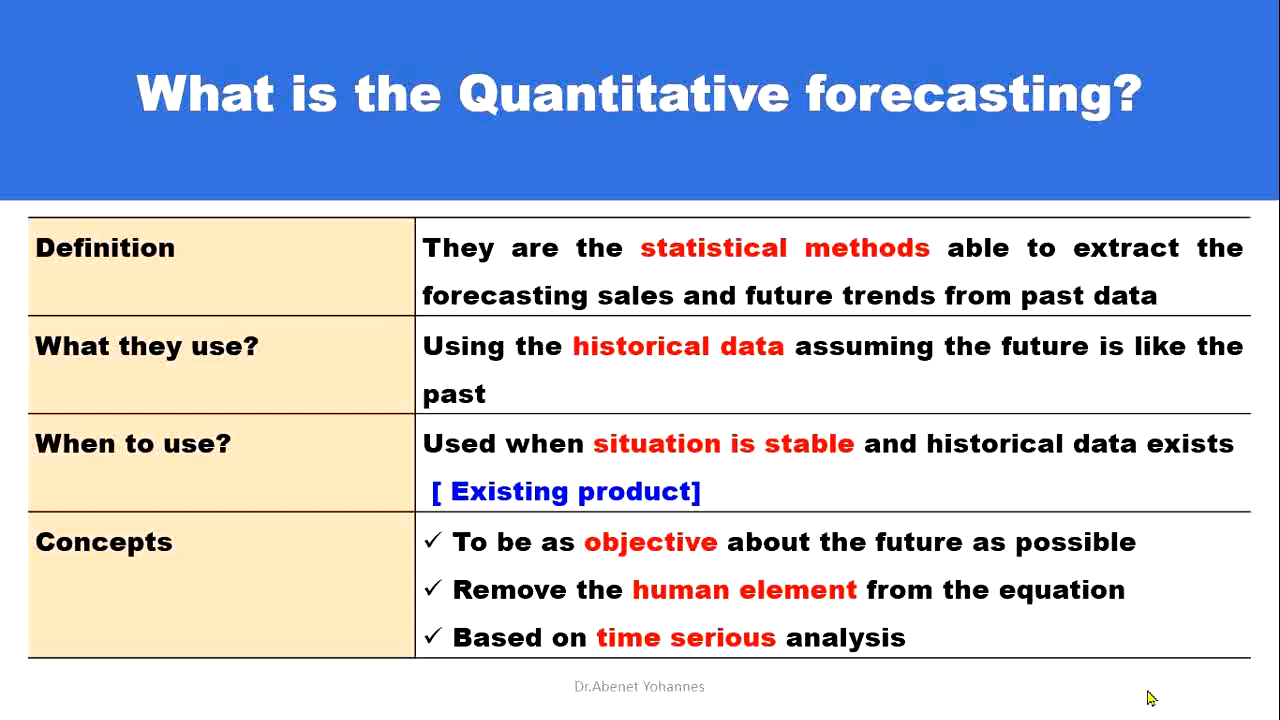 What is the Quantitative forecasting?
Definition
They are the statistical methods able to extract the
forecasting sales and future trends from past data
What they use?
Using the historical data assuming the future is like the
past
When to use?
Used when situation is stable and historical data exists
[ Existing product]
Concepts
✓ To be as objective about the future as possible
✓ Remove the human element from the equation
✓ Based on time serious analysis
Dr.Abenet Yohannes